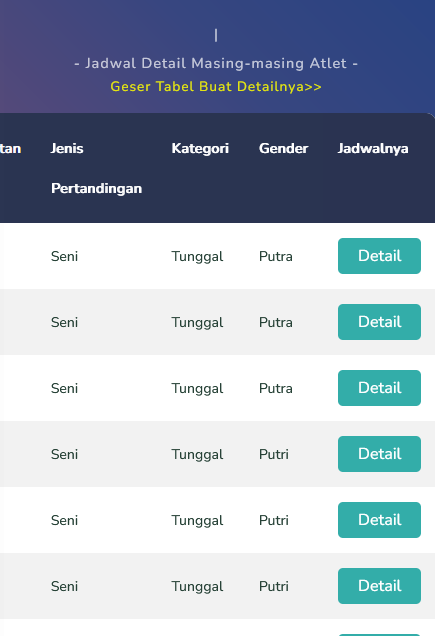 |
- Jadwal Detail Masing-masing Atlet -
Geser Tabel Buat Detailnya>>
tan Jenis Pertandingan Kategori Gender Jadwalnya
Seni Tunggal Putra Detail
Seni Tunggal Putra Detail
Seni Tunggal Putra Detail
Seni Tunggal Putri Detail
Seni Tunggal Putri Detail
Seni Tunggal Putri Detail